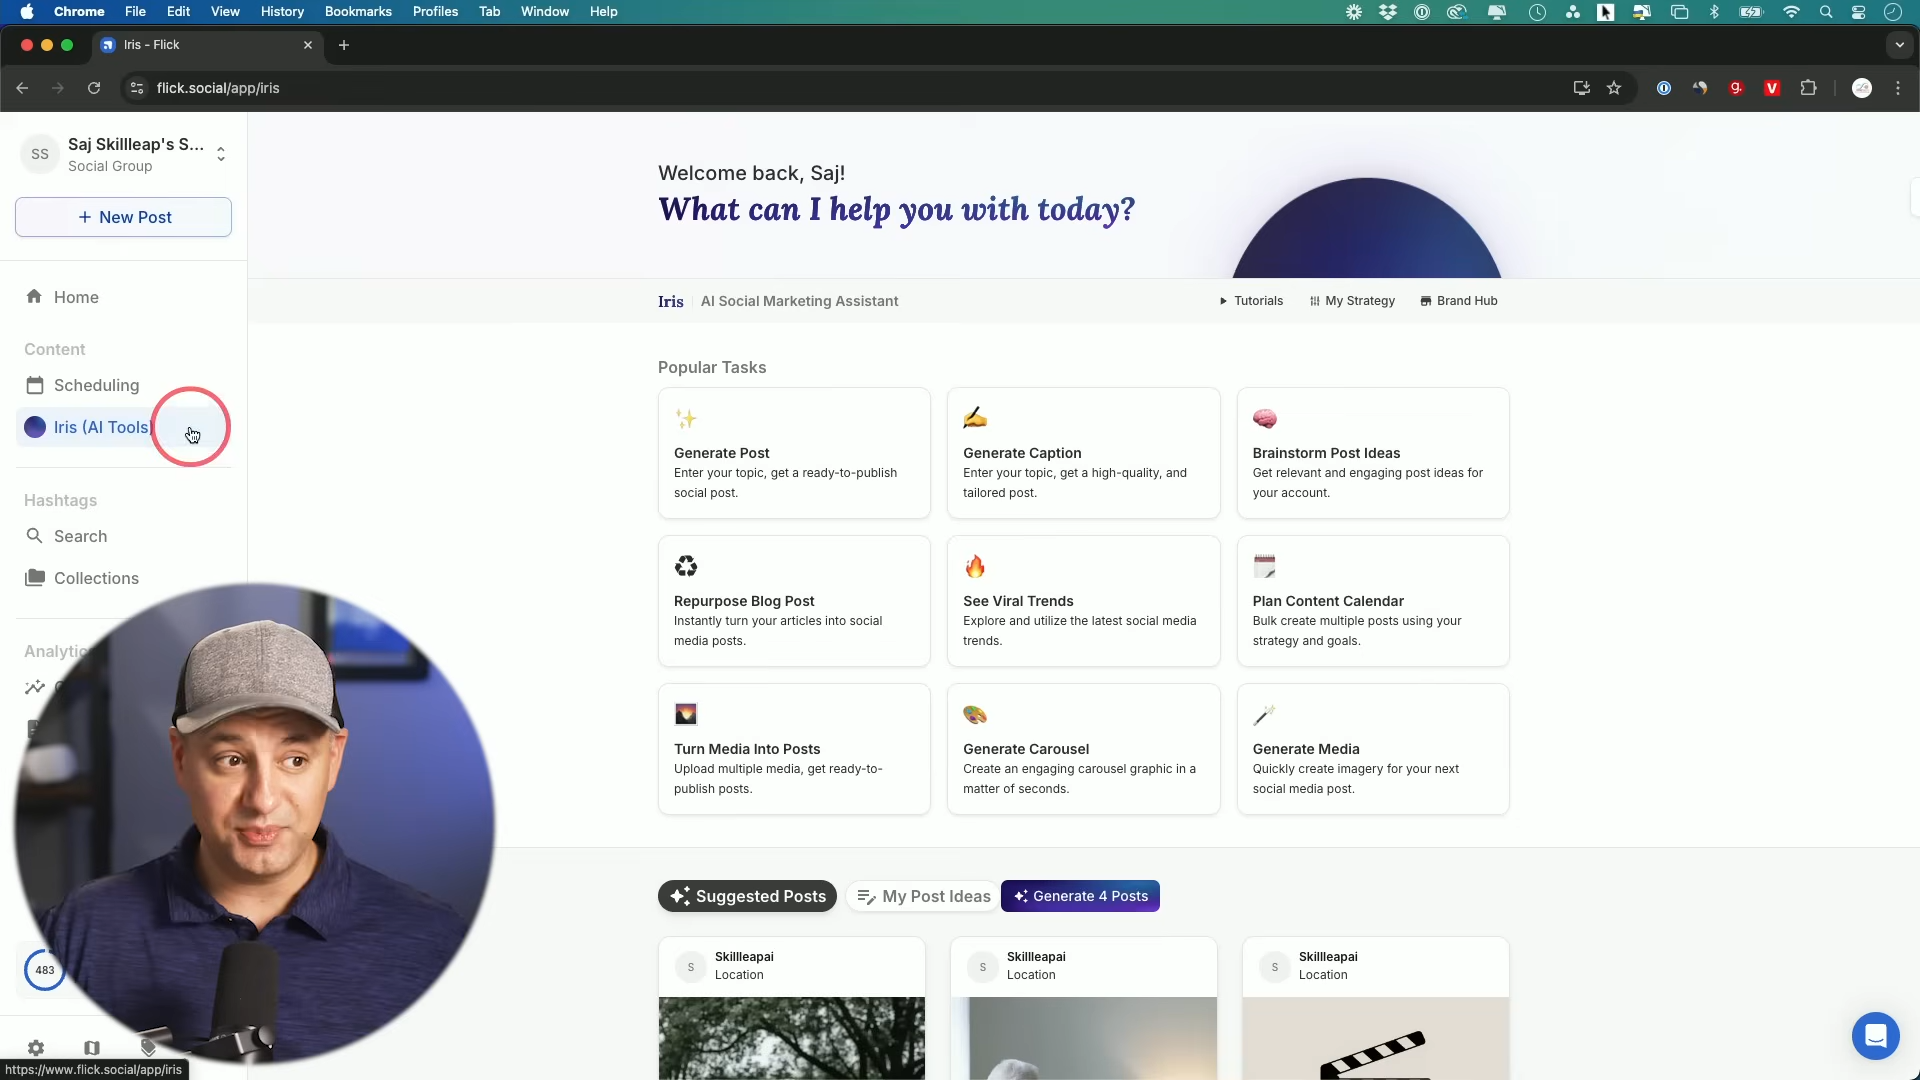 Chrome File Edit View History Bookmarks Profiles Tab Window Help
Iris - Flick
flick.social/app/iris
SS
Saj Skillleap's S...
Social Group
+ New Post
Home
Content
Scheduling
Iris (AI Tools)
Hashtags
Search
Collections
483
https://www.flick.social/app/iris
Welcome back, Saj!
What can I help you with today?
Iris AI Social Marketing Assistant
Tutorials My Strategy Brand Hub
Popular Tasks
Generate Post
Enter your topic, get a ready-to-publish
social post.
Generate Caption
Enter your topic, get a high-quality, and
tailored post.
Brainstorm Post Ideas
Get relevant and engaging post ideas for
your account.
Repurpose Blog Post
Instantly turn your articles into social
media posts.
See Viral Trends
Explore and utilize the latest social media
trends.
Plan Content Calendar
Bulk create multiple posts using your
strategy and goals.
Turn Media Into Posts
Upload multiple media, get ready-to-
publish posts.
Generate Carousel
Create an engaging carousel graphic in a
matter of seconds.
Generate Media
Quickly create imagery for your next
social media post.
Suggested Posts My Post Ideas Generate 4 Posts
S
Skillleapai
Location
S
Skillleapai
Location
S
Skillleapai
Location